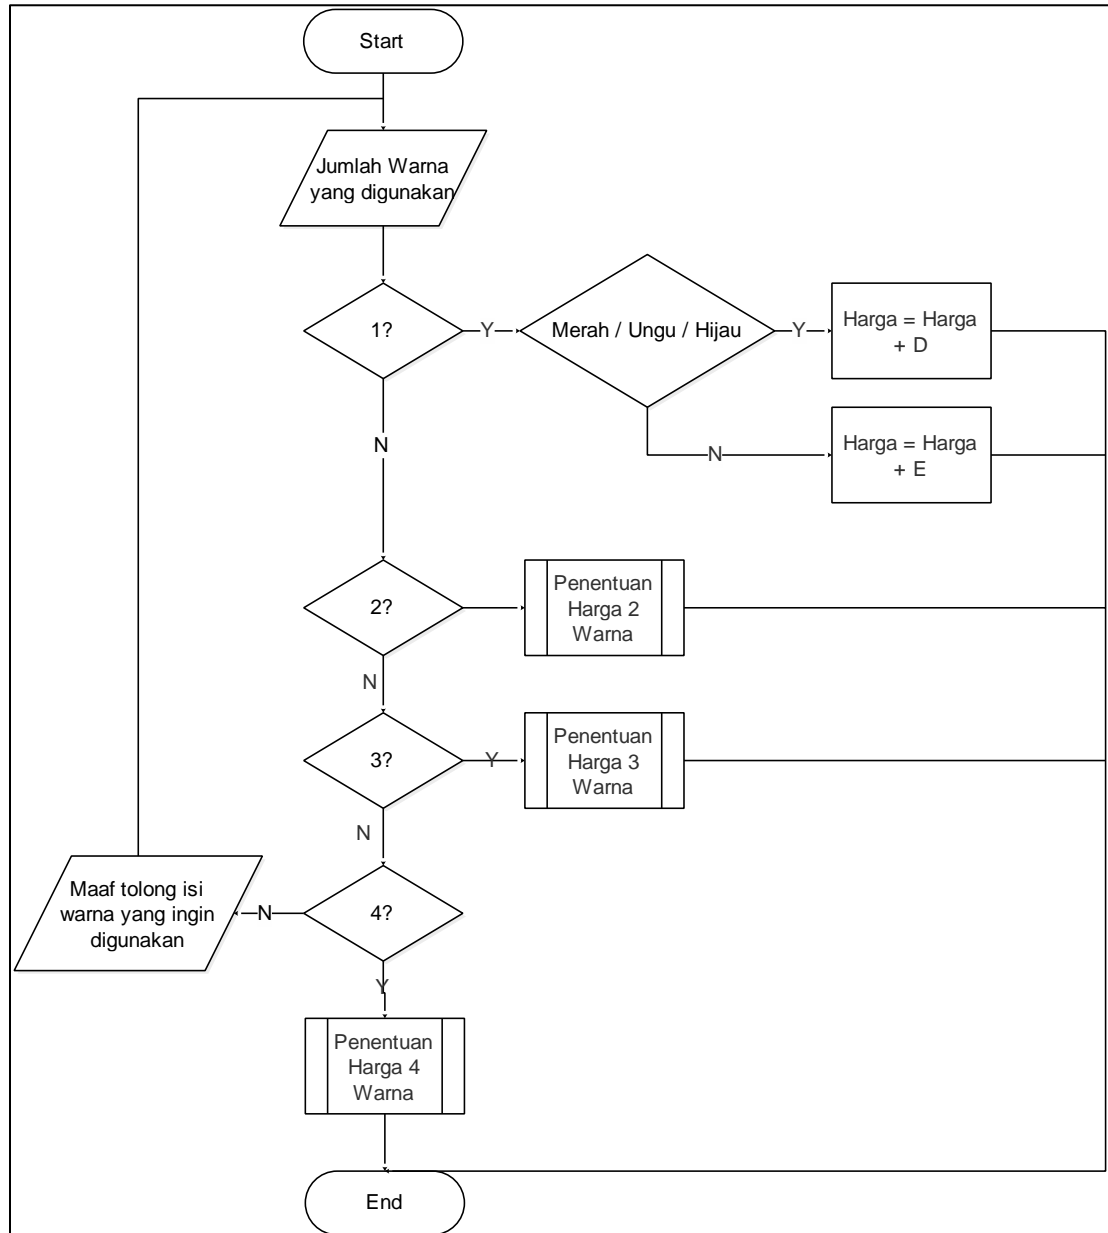 Start
Jumlah Warna
yang digunakan
1?
Y
Merah / Ungu / Hijau
Y
Harga = Harga
+ D
N
N
Harga = Harga
+ E
2?
Penentuan
Harga 2
Warna
N
3?
Y
Penentuan
Harga 3
Warna
N
Maaf tolong isi
warna yang ingin
digunakan
N
4?
Y
Penentuan
Harga 4
Warna
End